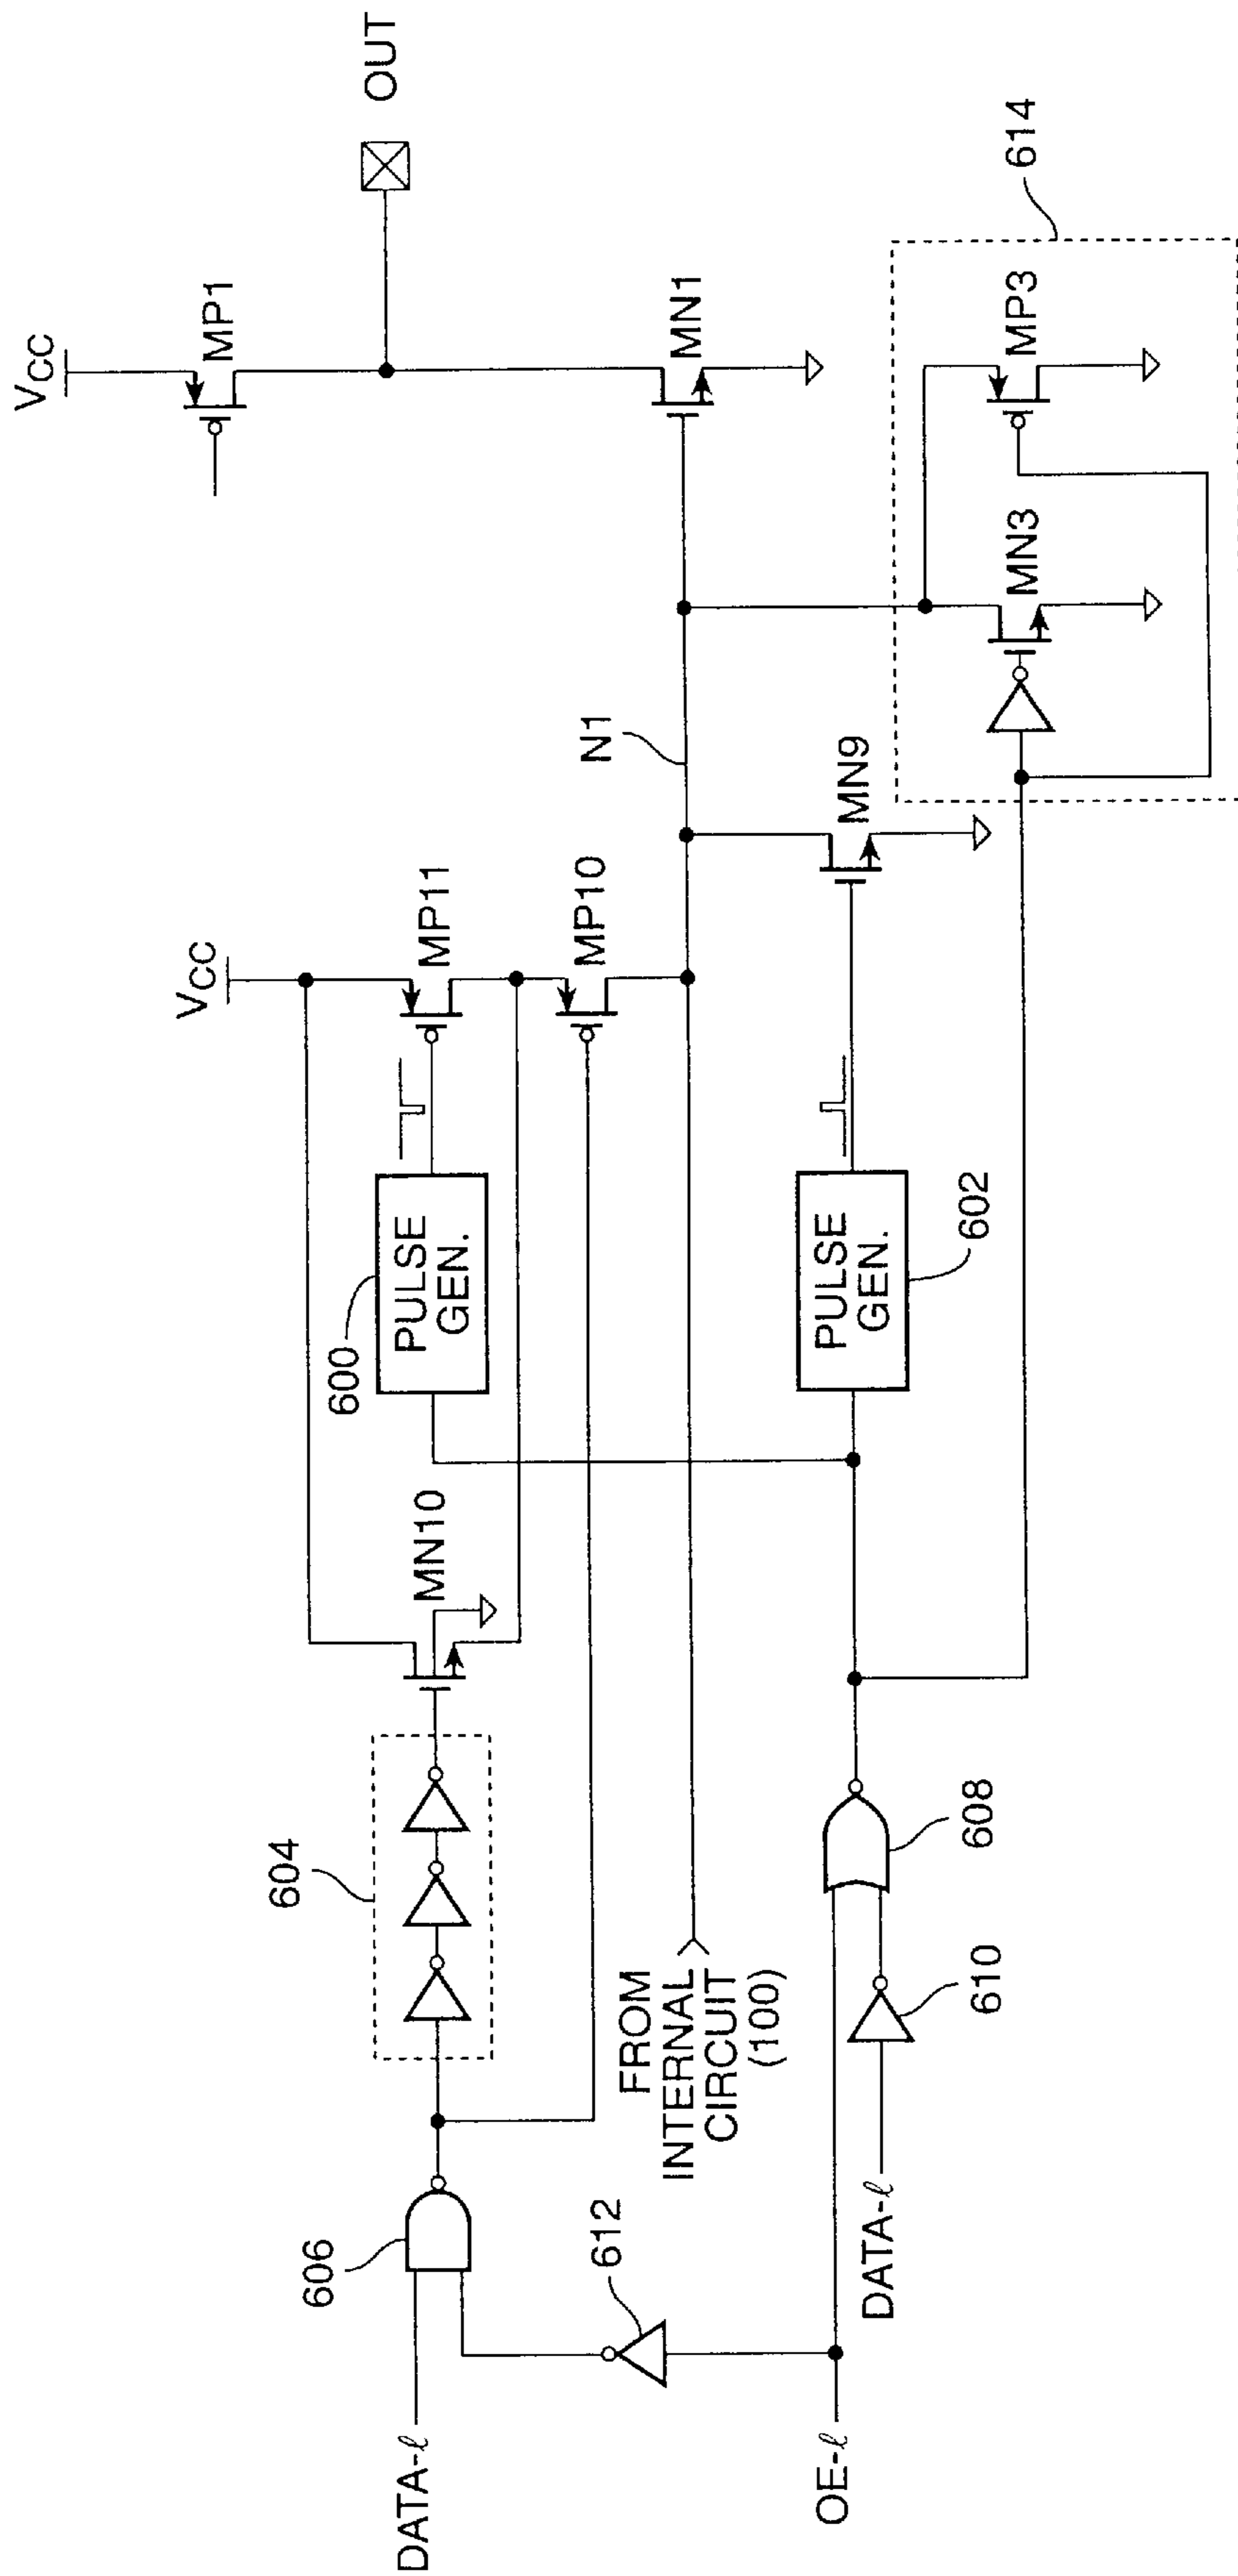 VCC
MP1
OUT
VCC
MP11
MP10
N1
MN1
600
PULSE
GEN.
MN10
604
606
DATA-ℓ
612
FROM
INTERNAL
CIRCUIT
(100)
PULSE
GEN.
602
MN9
MN3
MP3
614
608
610
DATA-ℓ
OE-ℓ